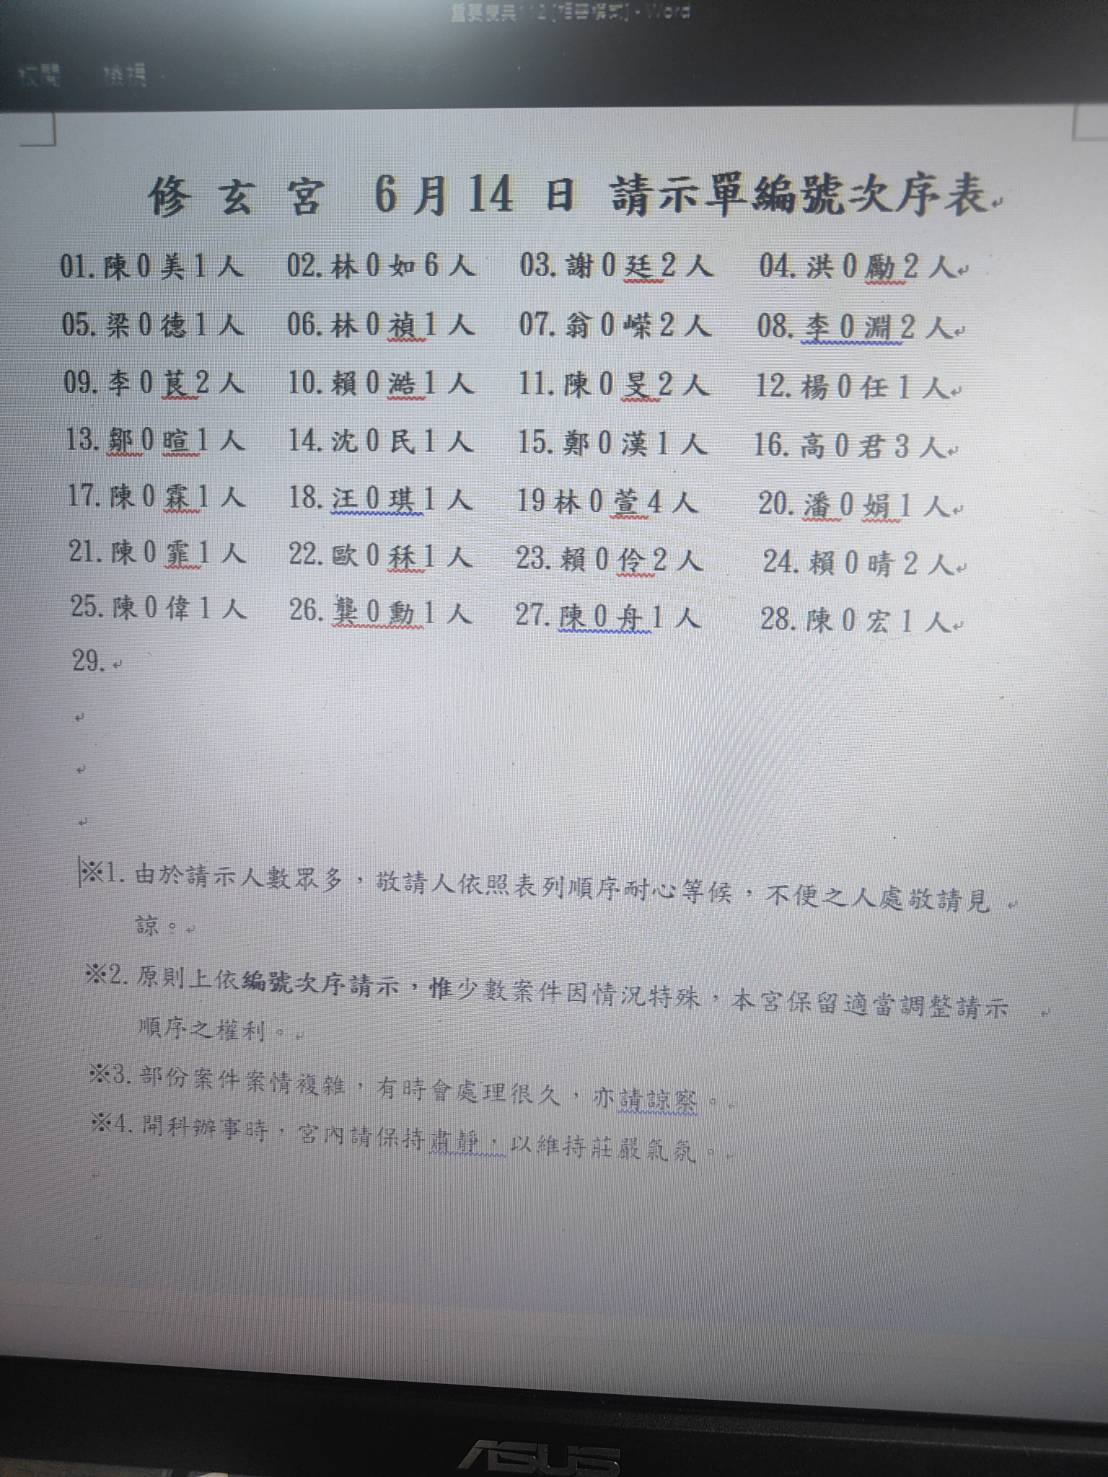 校閱 檢視
修 玄 宮 6 月 14 日 請示單編號次序表
01.陳0美1人 02.林0如6人 03.謝0廷2人 04.洪0勵2人
05.梁0德1人 06.林0禎1人 07.翁0嶸2人 08.李0淵2人
09.李0莨2人 10.賴0澔1人 11.陳0旻2人 12.楊0任1人
13.鄒0暄1人 14.沈0民1人 15.鄭0漢1人 16.高0君3人
17.陳0霖1人 18.汪0琪1人 19林0萱4人 20.潘0娟1人
21.陳0霏1人 22.歐0秝1人 23.賴0伶2人 24.賴0晴2人
25.陳0偉1人 26.龔0勳1人 27.陳0舟1人 28.陳0宏1人
29.
※1.由於請示人數眾多,敬請人依照表列順序耐心等候,不便之人處敬請見
諒。
※2.原則上依編號次序請示,惟少數案件因情況特殊,本宮保留適當調整請示
順序之權利。
※3.部份案件案情複雜,有時會處理很久,亦請諒察。
※4.開科辦事時,宮內請保持肅靜,以維持莊嚴氣氛。
ASUS